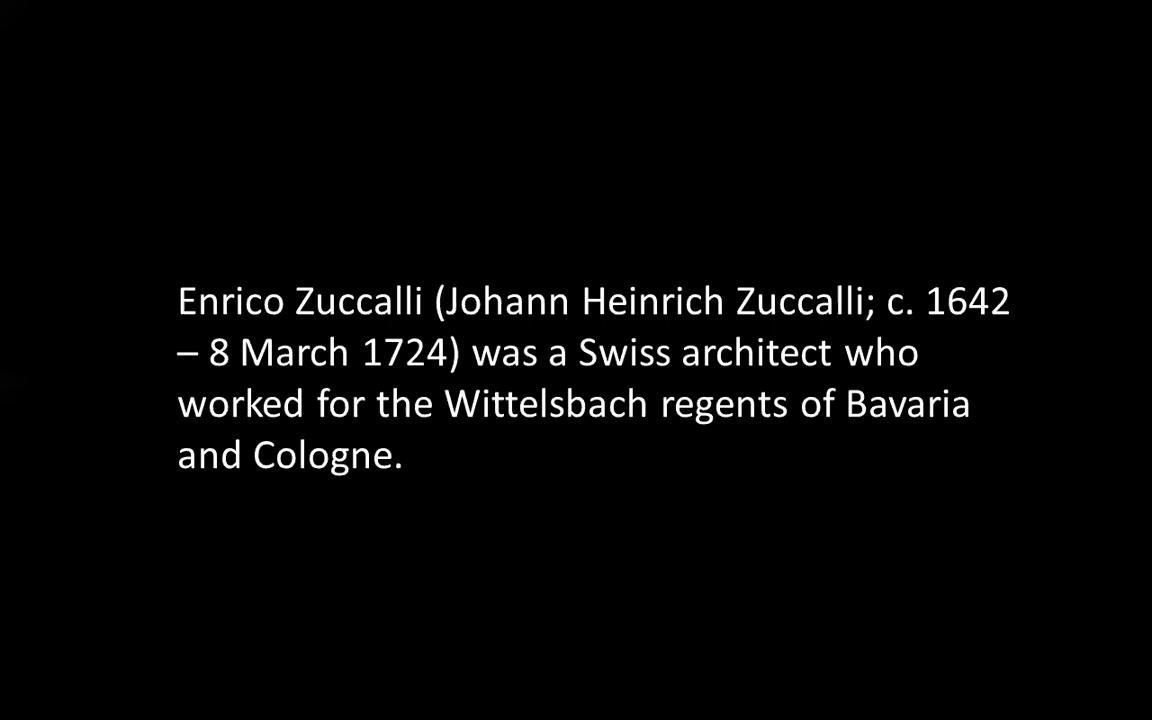 Enrico Zuccalli (Johann Heinrich Zuccalli; c. 1642
– 8 March 1724) was a Swiss architect who
worked for the Wittelsbach regents of Bavaria
and Cologne.